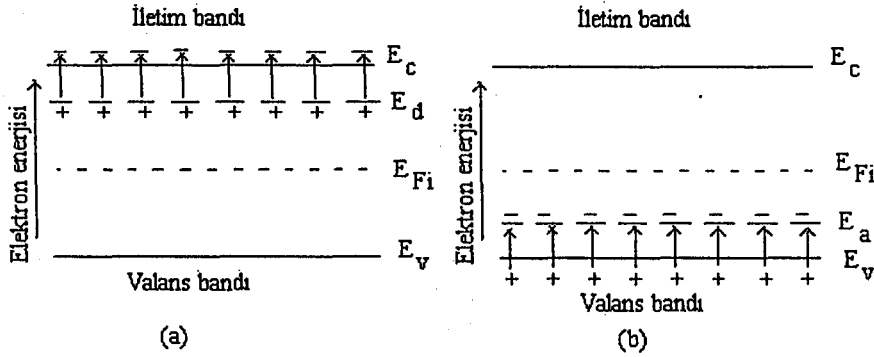 İletim bandı
E_c
E_d
E_Fi
E_v
Elektron enerjisi
Valans bandı
(a)
İletim bandı
E_c
E_Fi
E_a
E_v
Elektron enerjisi
Valans bandı
(b)